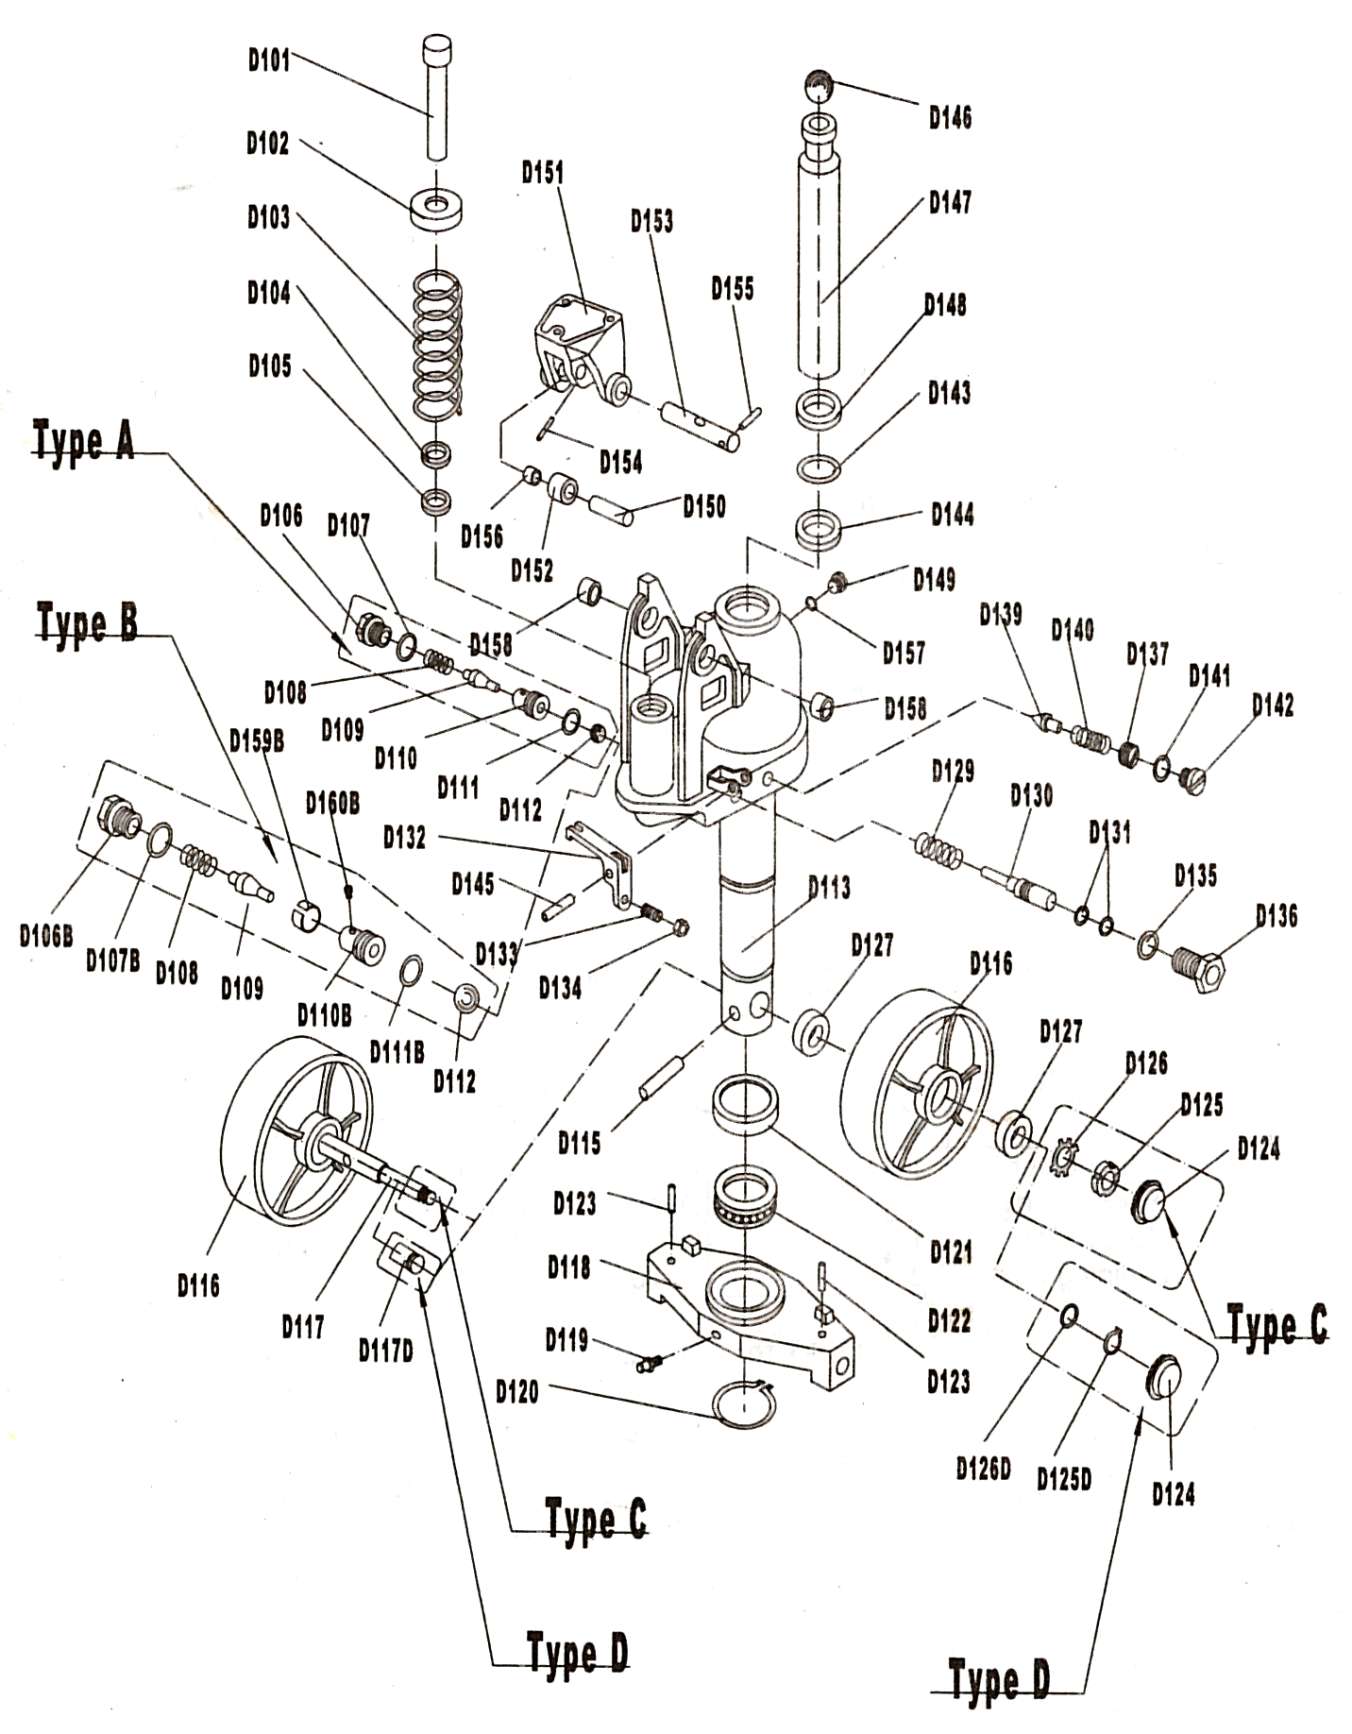 D101
D146
D102
D151
D147
D103
D153
D155
D104
D148
D105
D143
Type A
D154
D106
D107
D156
D150
D144
D152
D149
Type B
D158
D139
D140
D137
D141
D157
D108
D109
D158
D142
D159B
D110
D111
D112
D129
D130
D160B
D132
D131
D135
D145
D113
D136
D106B
D107B
D108
D109
D133
D127
D116
D134
D110B
D111B
D112
D127
D126
D125
D115
D124
D123
D121
D116
D118
D117
D122
Type C
D117D
D119
D123
D120
D126D
D125D
D124
Type C
Type D
Type D